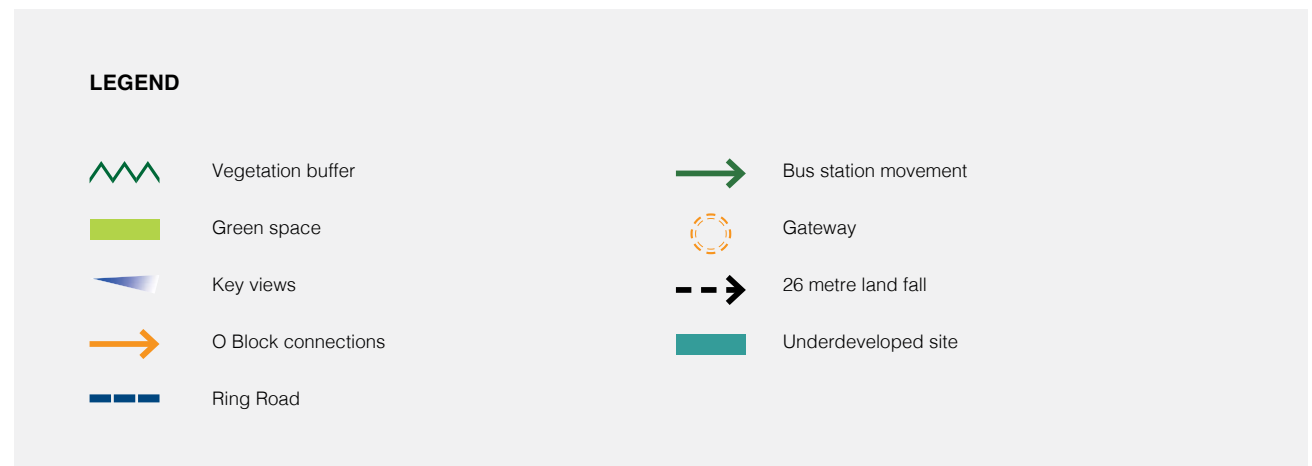 LEGEND
Vegetation buffer
Green space
Key views
O Block connections
Ring Road
Bus station movement
Gateway
26 metre land fall
Underdeveloped site